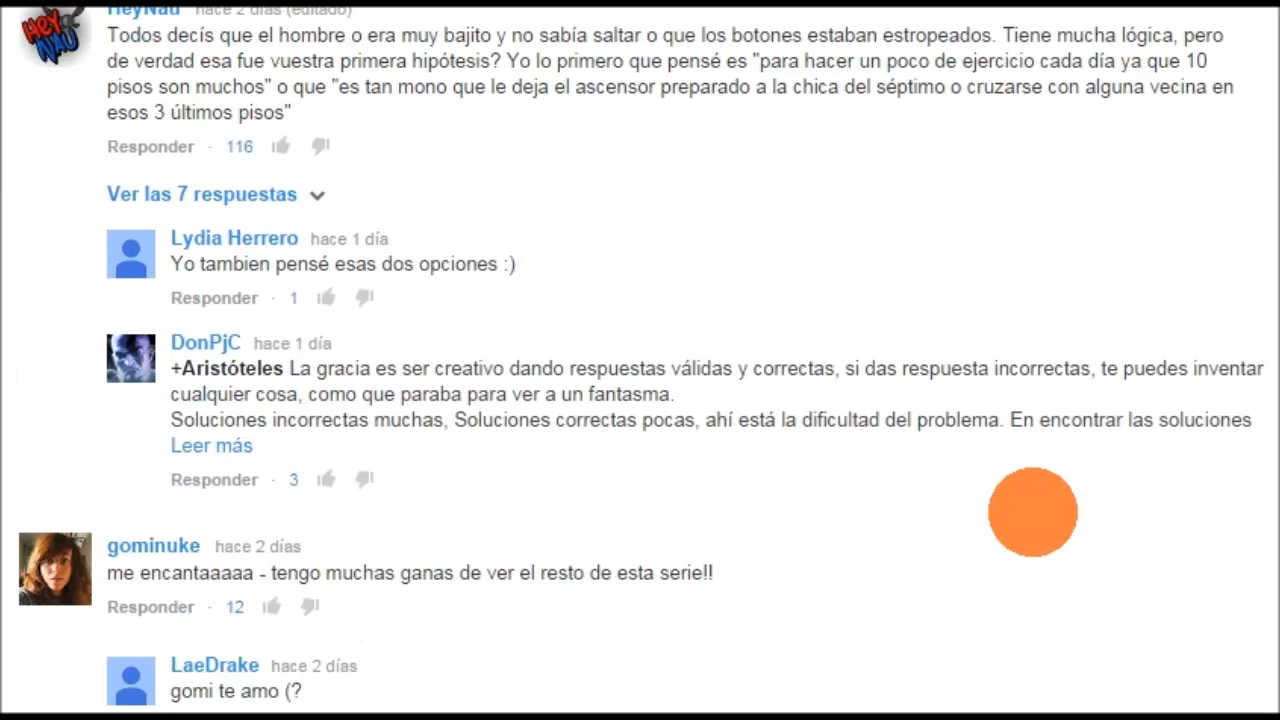 HeyNau hace 2 días (editado)
HEY NAU
Todos decís que el hombre o era muy bajito y no sabía saltar o que los botones estaban estropeados. Tiene mucha lógica, pero
de verdad esa fue vuestra primera hipótesis? Yo lo primero que pensé es "para hacer un poco de ejercicio cada día ya que 10
pisos son muchos" o que "es tan mono que le deja el ascensor preparado a la chica del séptimo o cruzarse con alguna vecina en
esos 3 últimos pisos"
Responder · 116
Ver las 7 respuestas
Lydia Herrero hace 1 día
Yo tambien pensé esas dos opciones :)
Responder · 1
DonPjC hace 1 día
+Aristóteles La gracia es ser creativo dando respuestas válidas y correctas, si das respuesta incorrectas, te puedes inventar
cualquier cosa, como que paraba para ver a un fantasma.
Soluciones incorrectas muchas, Soluciones correctas pocas, ahí está la dificultad del problema. En encontrar las soluciones
Leer más
Responder · 3
gominuke hace 2 días
me encantaaaaa - tengo muchas ganas de ver el resto de esta serie!!
Responder · 12
LaeDrake hace 2 días
gomi te amo (?